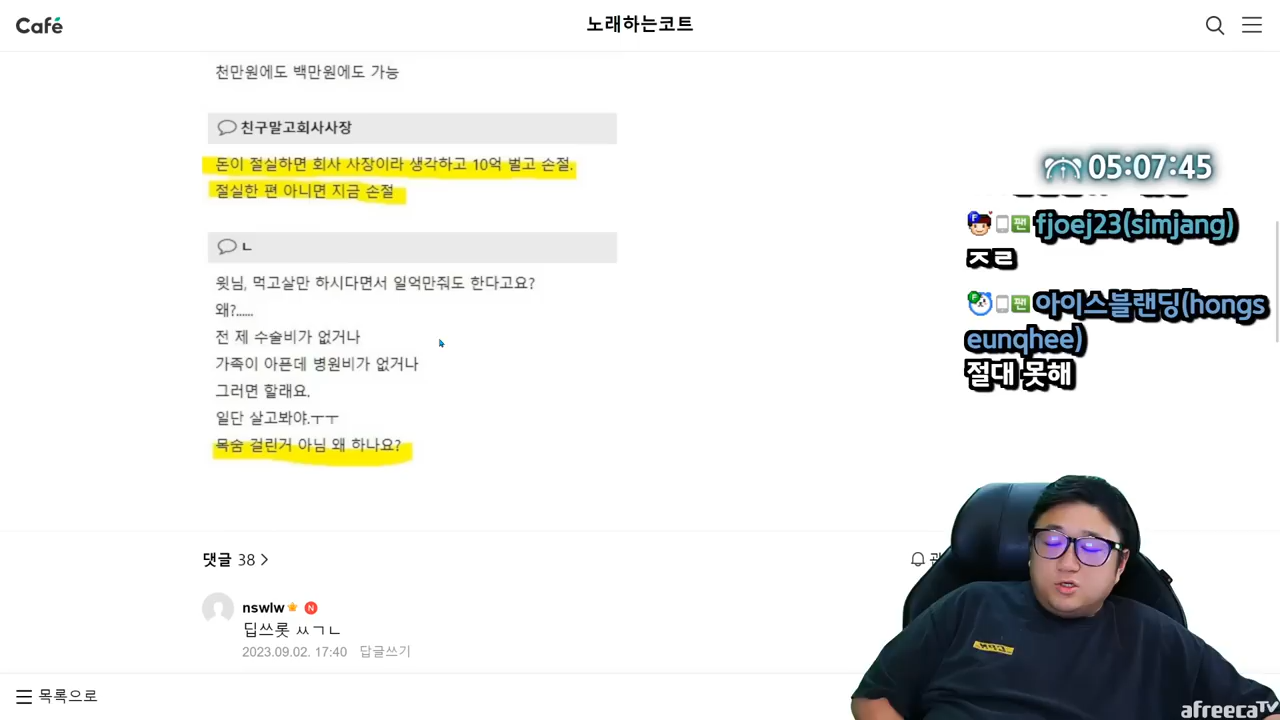 Café
노래하는코트
천만원에도 백만원에도 가능
친구말고회사사장
돈이 절실하면 회사 사장이라 생각하고 10억 벌고 손절.
절실한 편 아니면 지금 손절
ㄴ
윗님, 먹고살만 하시다면서 일억만줘도 한다고요?
왜?......
전 제 수술비가 없거나
가족이 아픈데 병원비가 없거나
그러면 할래요.
일단 살고봐야.ㅜㅜ
목숨 걸린거 아님 왜 하나요?
댓글 38
nswlw
딥쓰롯 ㅆㄱㄴ
2023.09.02. 17:40 답글쓰기
목록으로
05:07:45
팬 fjoej23(simjang)
ㅈㄹ
팬 아이스블랜딩(hongs
eunqhee)
절대 못해
afreecaTV